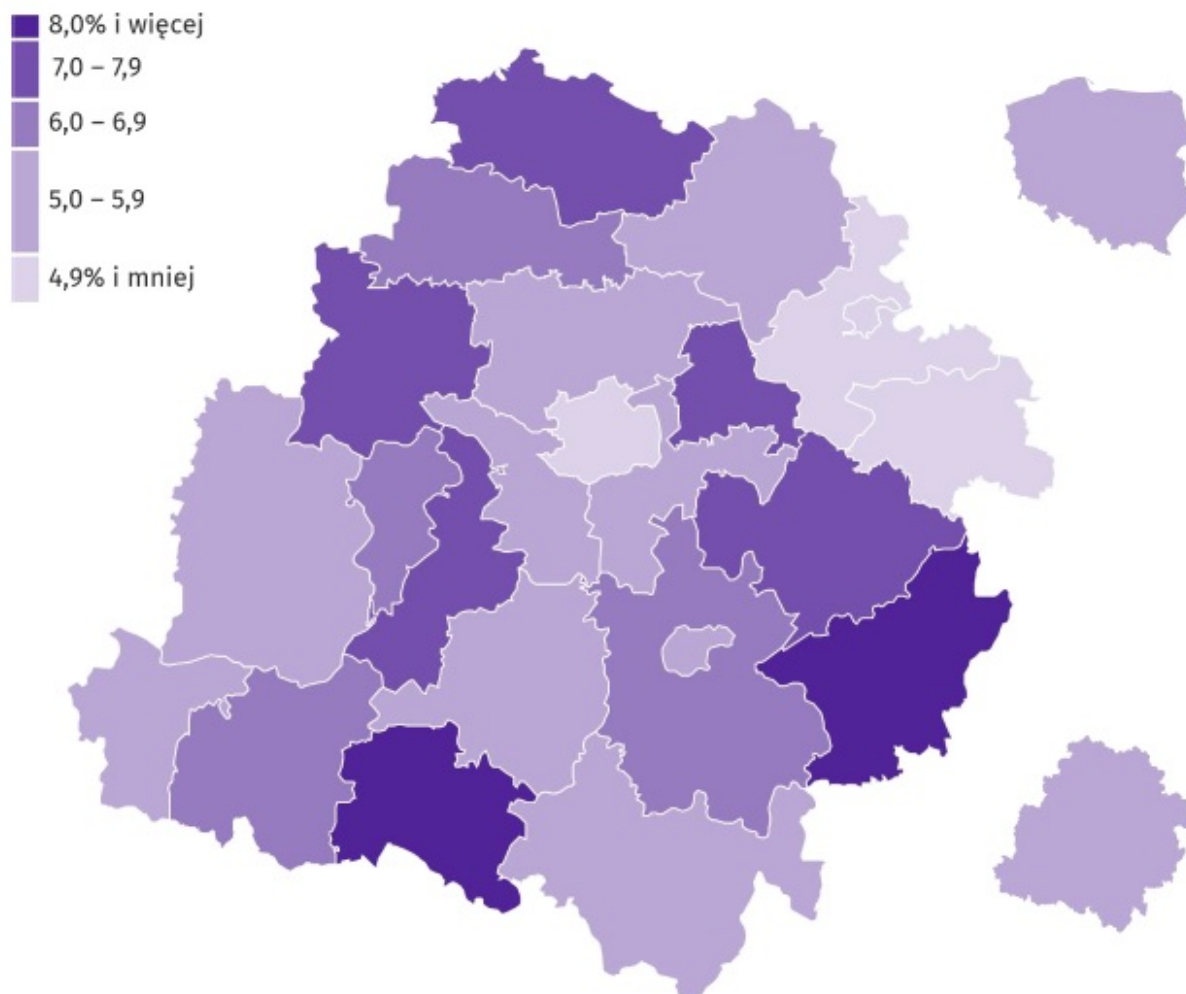 8,0% i więcej
7,0 – 7,9
6,0 – 6,9
5,0 – 5,9
4,9% i mniej